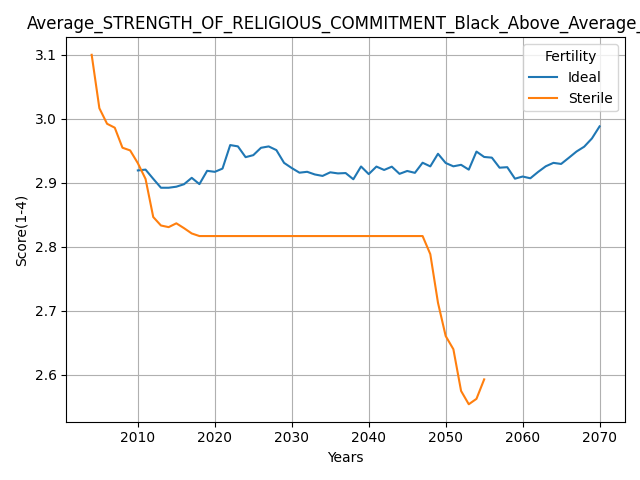 Average_STRENGTH_OF_RELIGIOUS_COMMITMENT_Black_Above_Average_
Fertility
Ideal
Sterile
Score(1-4)
3.1
3.0
2.9
2.8
2.7
2.6
2010 2020 2030 2040 2050 2060 2070
Years